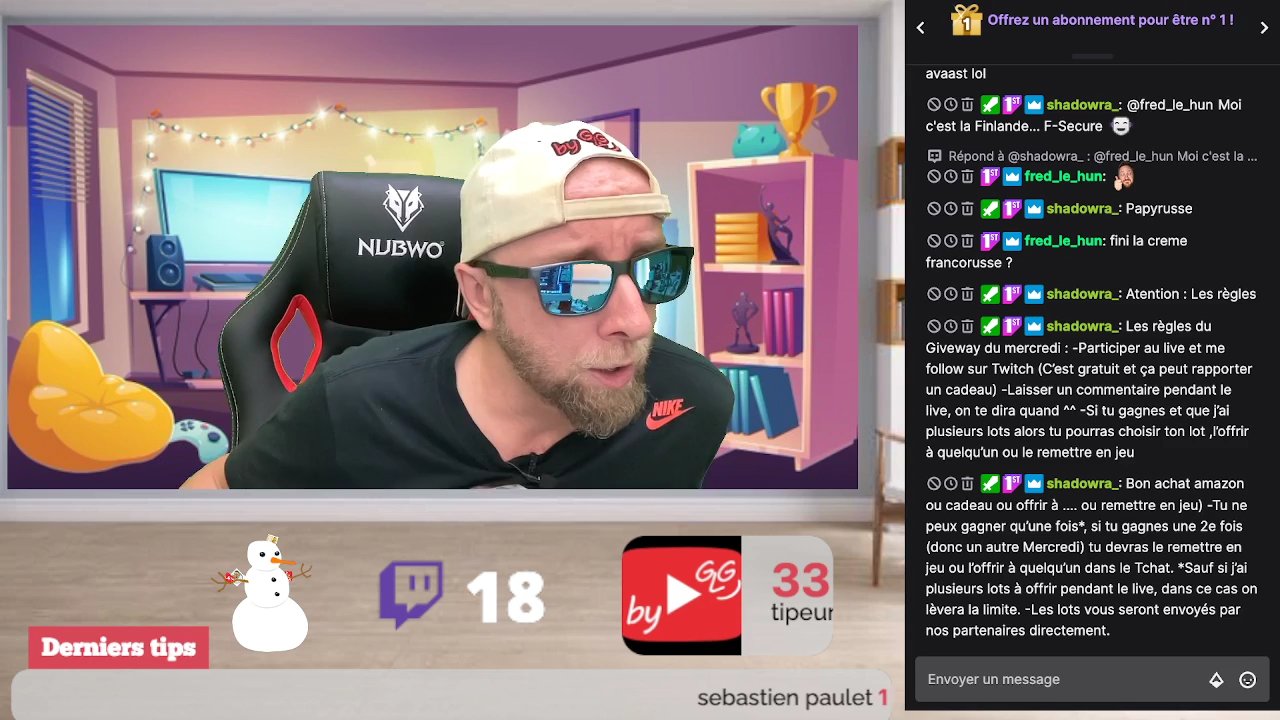 by GG
NUBWO
NIKE
18
by GG
33
tipeur
Derniers tips
sebastien paulet 1
1
Offrez un abonnement pour être n° 1 !
avaast lol
shadowra_: @fred_le_hun Moi
c'est la Finlande... F-Secure
Répond à @shadowra_ : @fred_le_hun Moi c'est la ...
fred_le_hun:
shadowra_: Papyrusse
fred_le_hun: fini la creme
francorusse ?
shadowra_: Atention : Les règles
shadowra_: Les règles du
Giveway du mercredi : -Participer au live et me
follow sur Twitch (C'est gratuit et ça peut rapporter
un cadeau) -Laisser un commentaire pendant le
live, on te dira quand ^^ -Si tu gagnes et que j'ai
plusieurs lots alors tu pourras choisir ton lot ,l'offrir
à quelqu'un ou le remettre en jeu
shadowra_: Bon achat amazon
ou cadeau ou offrir à .... ou remettre en jeu) -Tu ne
peux gagner qu'une fois*, si tu gagnes une 2e fois
(donc un autre Mercredi) tu devras le remettre en
jeu ou l'offrir à quelqu'un dans le Tchat. *Sauf si j'ai
plusieurs lots à offrir pendant le live, dans ce cas on
lèvera la limite. -Les lots vous seront envoyés par
nos partenaires directement.
Envoyer un message